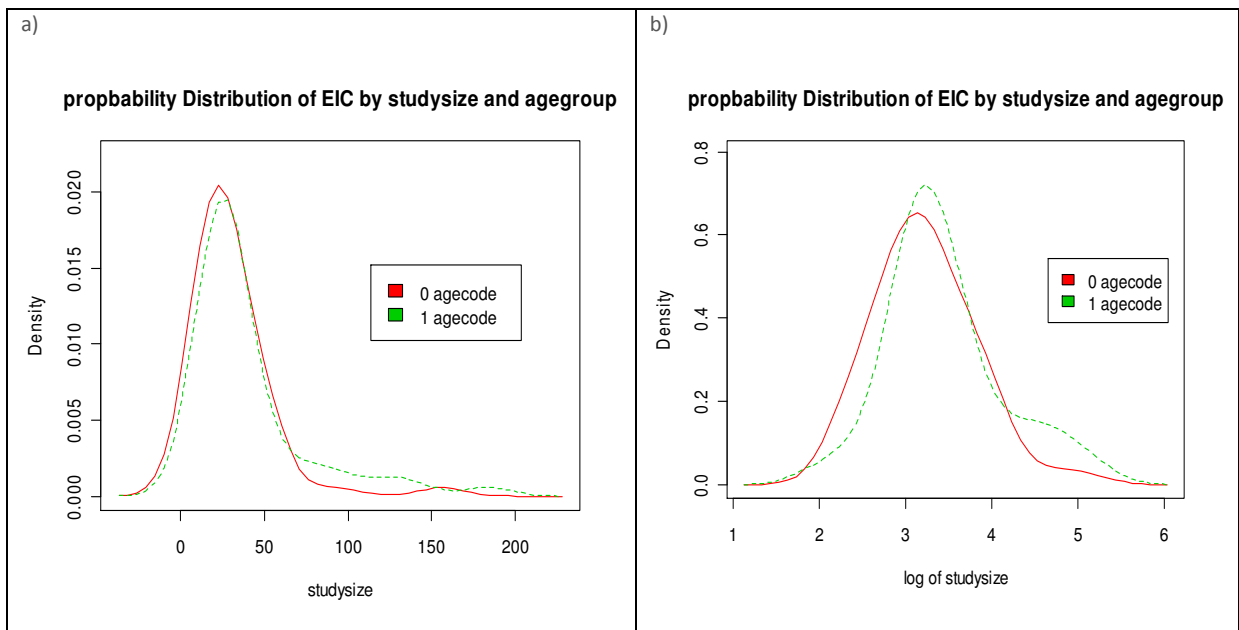 a)
propbability Distribution of EIC by studysize and agegroup
Density
0.000
0.005
0.010
0.015
0.020
0 agecode
1 agecode
0
50
100
150
200
studysize
b)
propbability Distribution of EIC by studysize and agegroup
Density
0.0
0.2
0.4
0.6
0.8
0 agecode
1 agecode
1
2
3
4
5
6
log of studysize